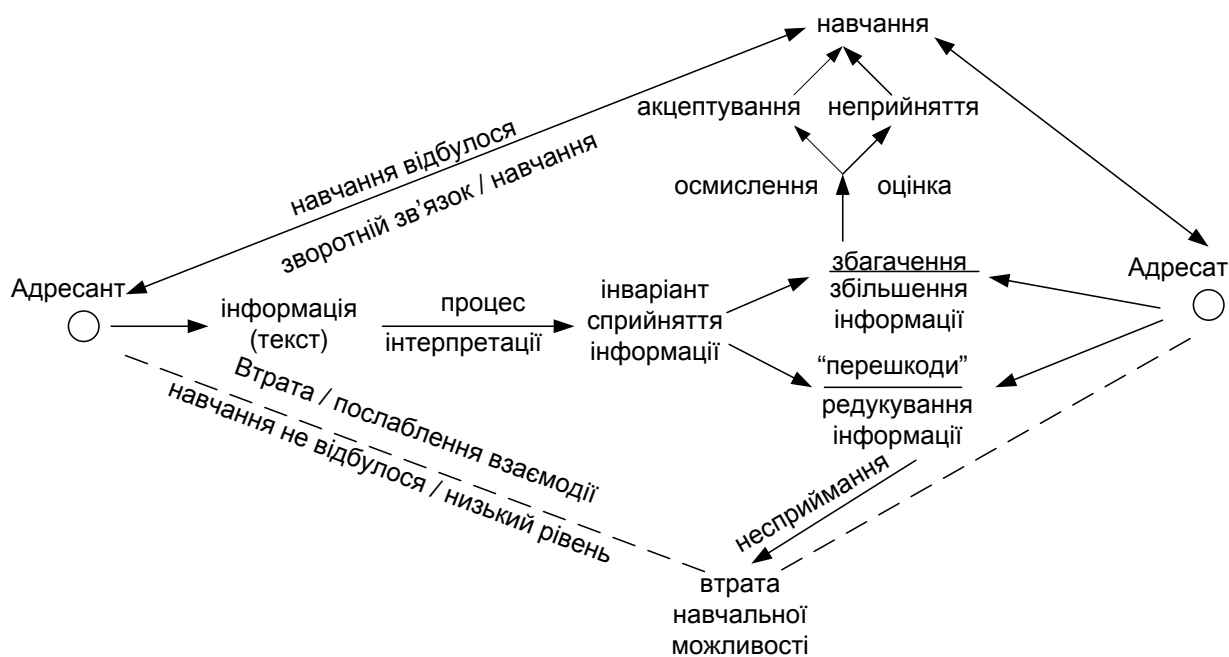 навчання
акцептування
неприйняття
навчання відбулося
зворотній зв’язок / навчання
осмислення
оцінка
Адресант
інформація
(текст)
процес
інтерпретації
інваріант
сприйняття
інформації
збагачення
збільшення
інформації
Адресат
“перешкоди”
редукування
інформації
Втрата / послаблення взаємодії
навчання не відбулося / низький рівень
несприймання
втрата
навчальної
можливості